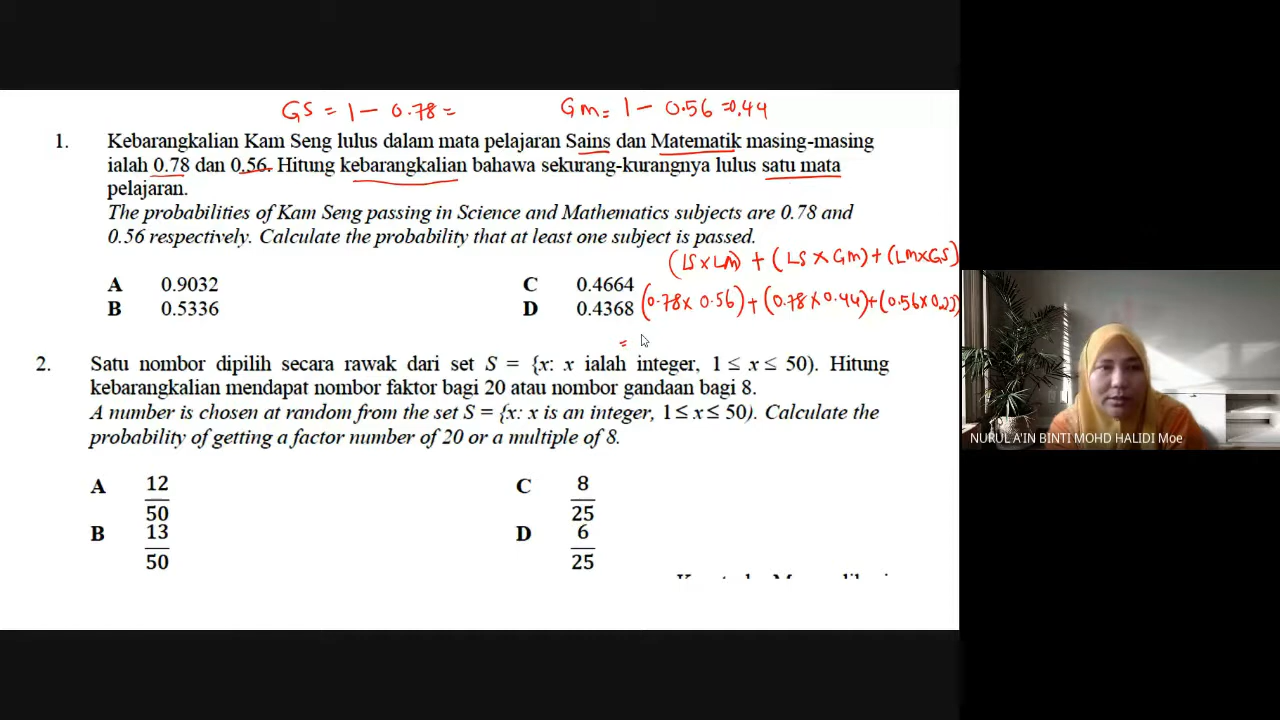 GS = 1 - 0.78 =
GM = 1 - 0.56 = 0.44
1. Kebarangkalian Kam Seng lulus dalam mata pelajaran Sains dan Matematik masing-masing
ialah 0.78 dan 0.56. Hitung kebarangkalian bahawa sekurang-kurangnya lulus satu mata
pelajaran.
The probabilities of Kam Seng passing in Science and Mathematics subjects are 0.78 and
0.56 respectively. Calculate the probability that at least one subject is passed.
(LS x LM) + (LS x GM) + (LM x GS)
A 0.9032 C 0.4664
B 0.5336 D 0.4368
(0.78 x 0.56) + (0.78 x 0.44) + (0.56 x
=
2. Satu nombor dipilih secara rawak dari set S = {x: x ialah integer, 1 ≤ x ≤ 50). Hitung
kebarangkalian mendapat nombor faktor bagi 20 atau nombor gandaan bagi 8.
A number is chosen at random from the set S = {x: x is an integer, 1 ≤ x ≤ 50). Calculate the
probability of getting a factor number of 20 or a multiple of 8.
A 12/50 C 8/25
B 13/50 D 6/25
NURUL A'IN BINTI MOHD HALIDI Moe